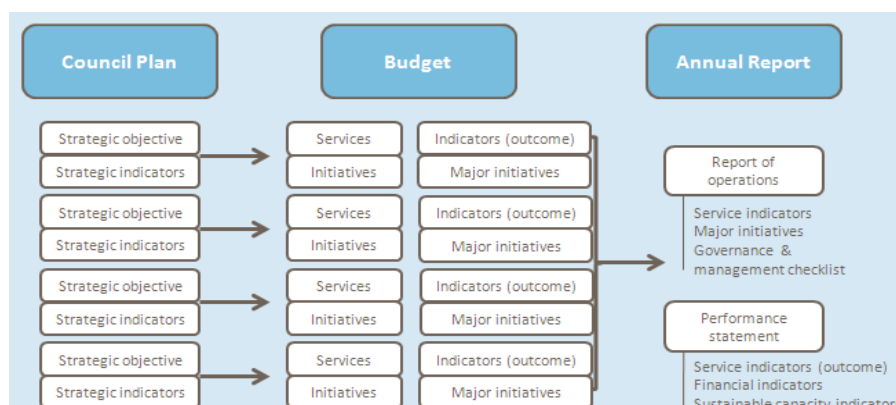 Council Plan
Budget
Annual Report
Strategic objective
Strategic indicators
Services
Initiatives
Indicators (outcome)
Major initiatives
Strategic objective
Strategic indicators
Services
Initiatives
Indicators (outcome)
Major initiatives
Strategic objective
Strategic indicators
Services
Initiatives
Indicators (outcome)
Major initiatives
Strategic objective
Strategic indicators
Services
Initiatives
Indicators (outcome)
Major initiatives
Report of
operations
Service indicators
Major initiatives
Governance &
management checklist
Performance
statement
Service indicators (outcome)
Financial indicators
Sustainable capacity